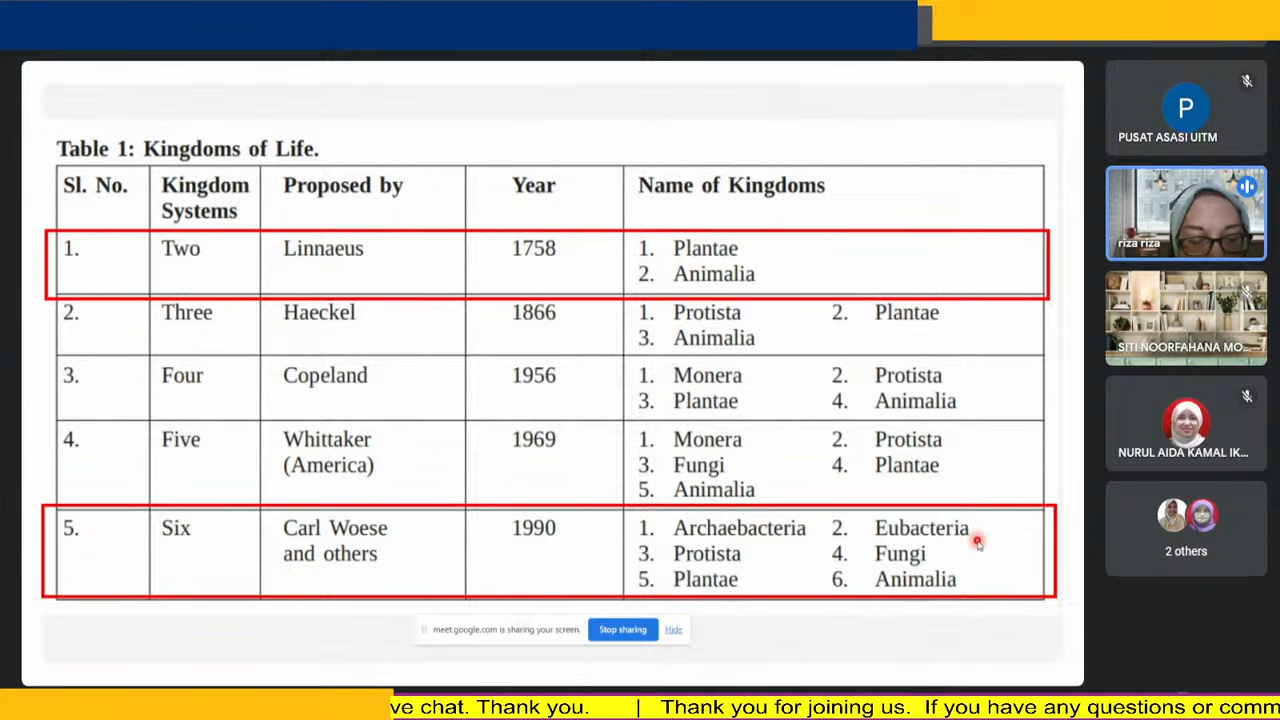 Table 1: Kingdoms of Life.
Sl. No. Kingdom Systems Proposed by Year Name of Kingdoms
1. Two Linnaeus 1758 1. Plantae
2. Animalia
2. Three Haeckel 1866 1. Protista 2. Plantae
3. Animalia
3. Four Copeland 1956 1. Monera 2. Protista
3. Plantae 4. Animalia
4. Five Whittaker 1969 1. Monera 2. Protista
(America) 3. Fungi 4. Plantae
5. Animalia
5. Six Carl Woese 1990 1. Archaebacteria 2. Eubacteria
and others 3. Protista 4. Fungi
5. Plantae 6. Animalia
meet.google.com is sharing your screen. Stop sharing Hide
P
PUSAT ASASI UITM
riza riza
SITI NOORFAHANA MO...
NURUL AIDA KAMAL IK...
2 others
ve chat. Thank you. | Thank you for joining us. If you have any questions or comm